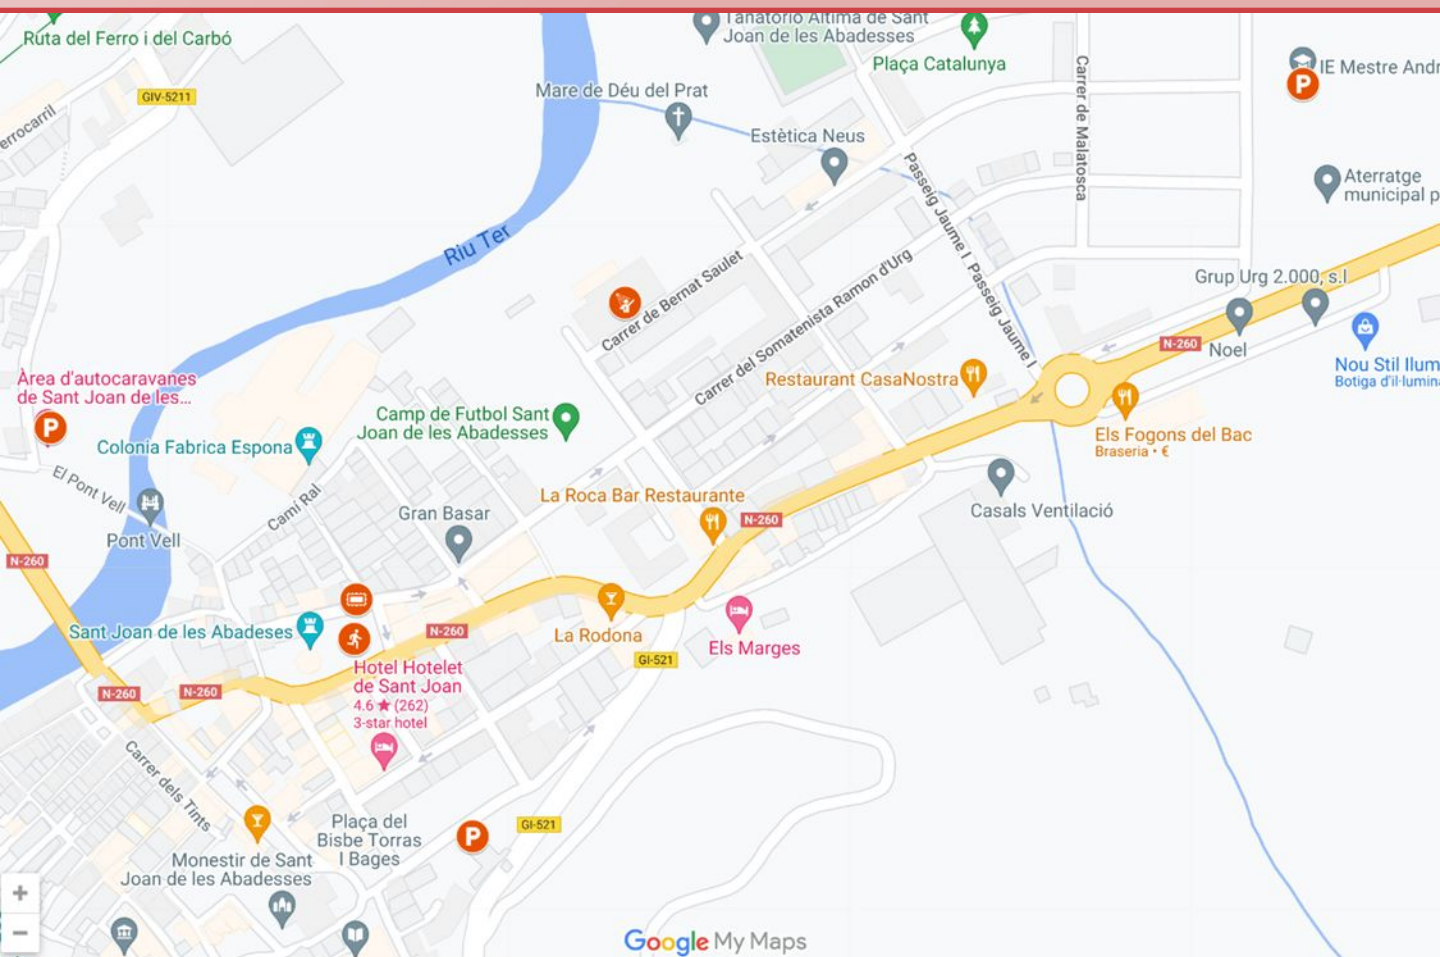 Tanatorio Altima de Sant
Joan de les Abadesses
Ruta del Ferro i del Carbó
Plaça Catalunya
IE Mestre Andr
GIV-5211
Mare de Déu del Prat
Carrer de Malatosca
errocarril
Estètica Neus
Passeig Jaume I
Passeig Jaume I
Aterratge
municipal p
Riu Ter
Carrer de Bernat Saulet
Carrer del Somatenista Ramon d'Urg
Grup Urg 2.000, s.l
N-260
Noel
Nou Stil Ilum
Botiga d'il·lumina
Àrea d'autocaravanes
de Sant Joan de les...
P
P
Restaurant CasaNostra
Camp de Futbol Sant
Joan de les Abadesses
Colonia Fabrica Espona
Els Fogons del Bac
Braseria • €
El Pont Vell
Camí Ral
La Roca Bar Restaurante
N-260
Gran Basar
Casals Ventilació
Pont Vell
N-260
Sant Joan de les Abadeses
N-260
La Rodona
Els Marges
GI-521
Hotel Hotelet
de Sant Joan
4.6 ★ (262)
3-star hotel
N-260
N-260
Carrer dels Tints
Plaça del
Bisbe Torras
I Bages
P
GI-521
Monestir de Sant
Joan de les Abadesses
+
−
Google My Maps